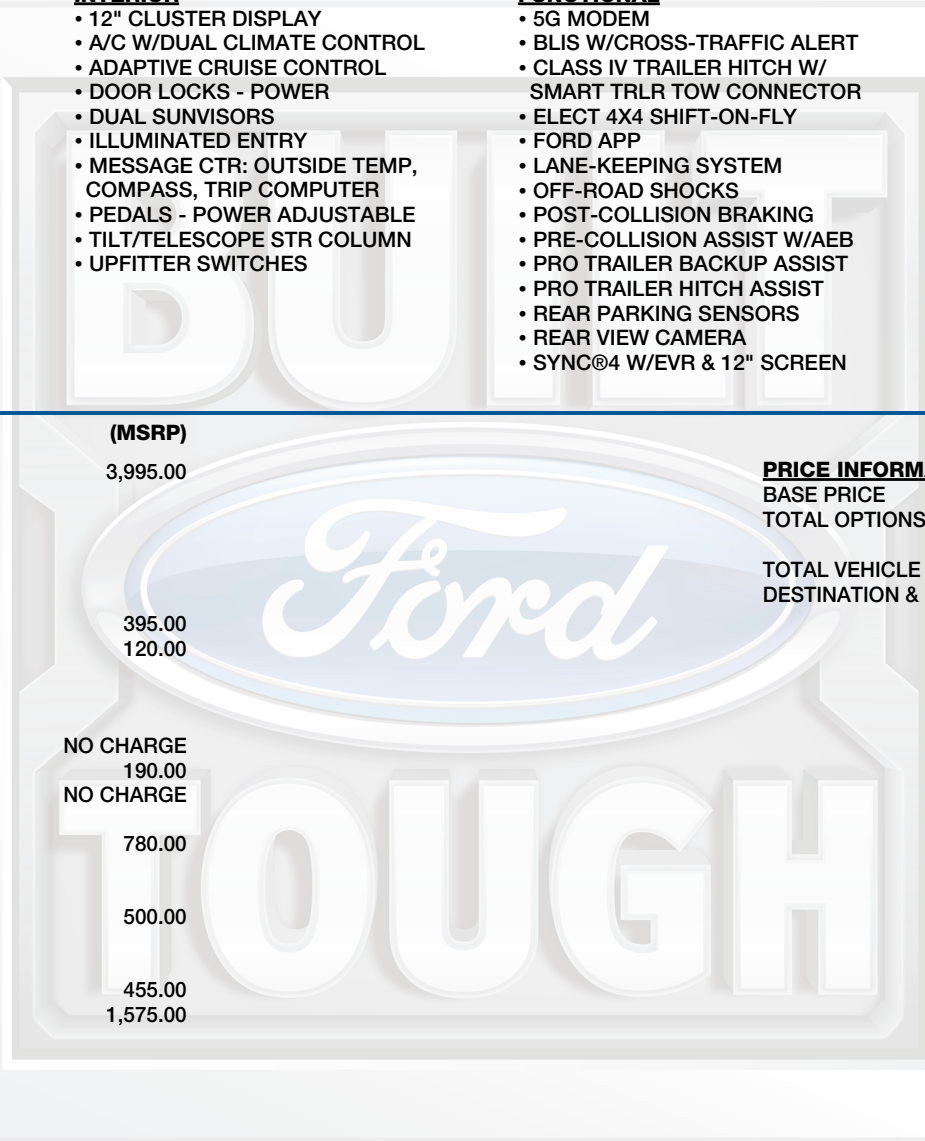 INTERIOR
• 12" CLUSTER DISPLAY
• A/C W/DUAL CLIMATE CONTROL
• ADAPTIVE CRUISE CONTROL
• DOOR LOCKS - POWER
• DUAL SUNVISORS
• ILLUMINATED ENTRY
• MESSAGE CTR: OUTSIDE TEMP,
COMPASS, TRIP COMPUTER
• PEDALS - POWER ADJUSTABLE
• TILT/TELESCOPE STR COLUMN
• UPFITTER SWITCHES
FUNCTIONAL
• 5G MODEM
• BLIS W/CROSS-TRAFFIC ALERT
• CLASS IV TRAILER HITCH W/
SMART TRLR TOW CONNECTOR
• ELECT 4X4 SHIFT-ON-FLY
• FORD APP
• LANE-KEEPING SYSTEM
• OFF-ROAD SHOCKS
• POST-COLLISION BRAKING
• PRE-COLLISION ASSIST W/AEB
• PRO TRAILER BACKUP ASSIST
• PRO TRAILER HITCH ASSIST
• REAR PARKING SENSORS
• REAR VIEW CAMERA
• SYNC®4 W/EVR & 12" SCREEN
BUILT
(MSRP)
3,995.00
395.00
120.00
NO CHARGE
190.00
NO CHARGE
780.00
500.00
455.00
1,575.00
Ford
TOUGH
PRICE INFORM
BASE PRICE
TOTAL OPTIONS
TOTAL VEHICLE
DESTINATION &